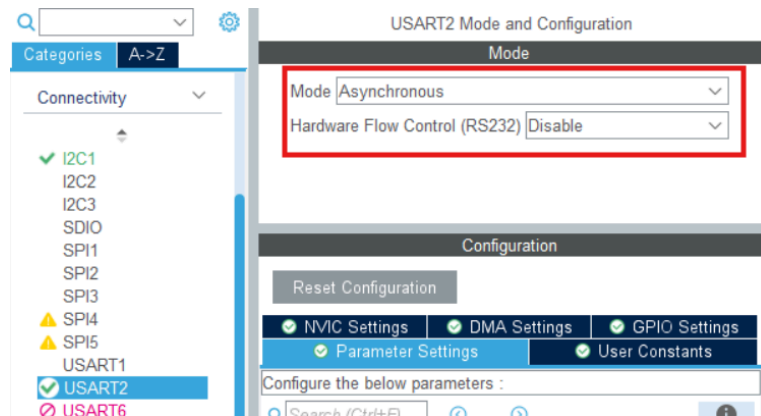 USART2 Mode and Configuration
Categories A->Z
Mode
Connectivity
Mode Asynchronous
Hardware Flow Control (RS232) Disable
I2C1
I2C2
I2C3
SDIO
SPI1
SPI2
SPI3
SPI4
SPI5
USART1
USART2
USART6
Configuration
Reset Configuration
NVIC Settings DMA Settings GPIO Settings
Parameter Settings User Constants
Configure the below parameters :
Search (Ctrl+F)